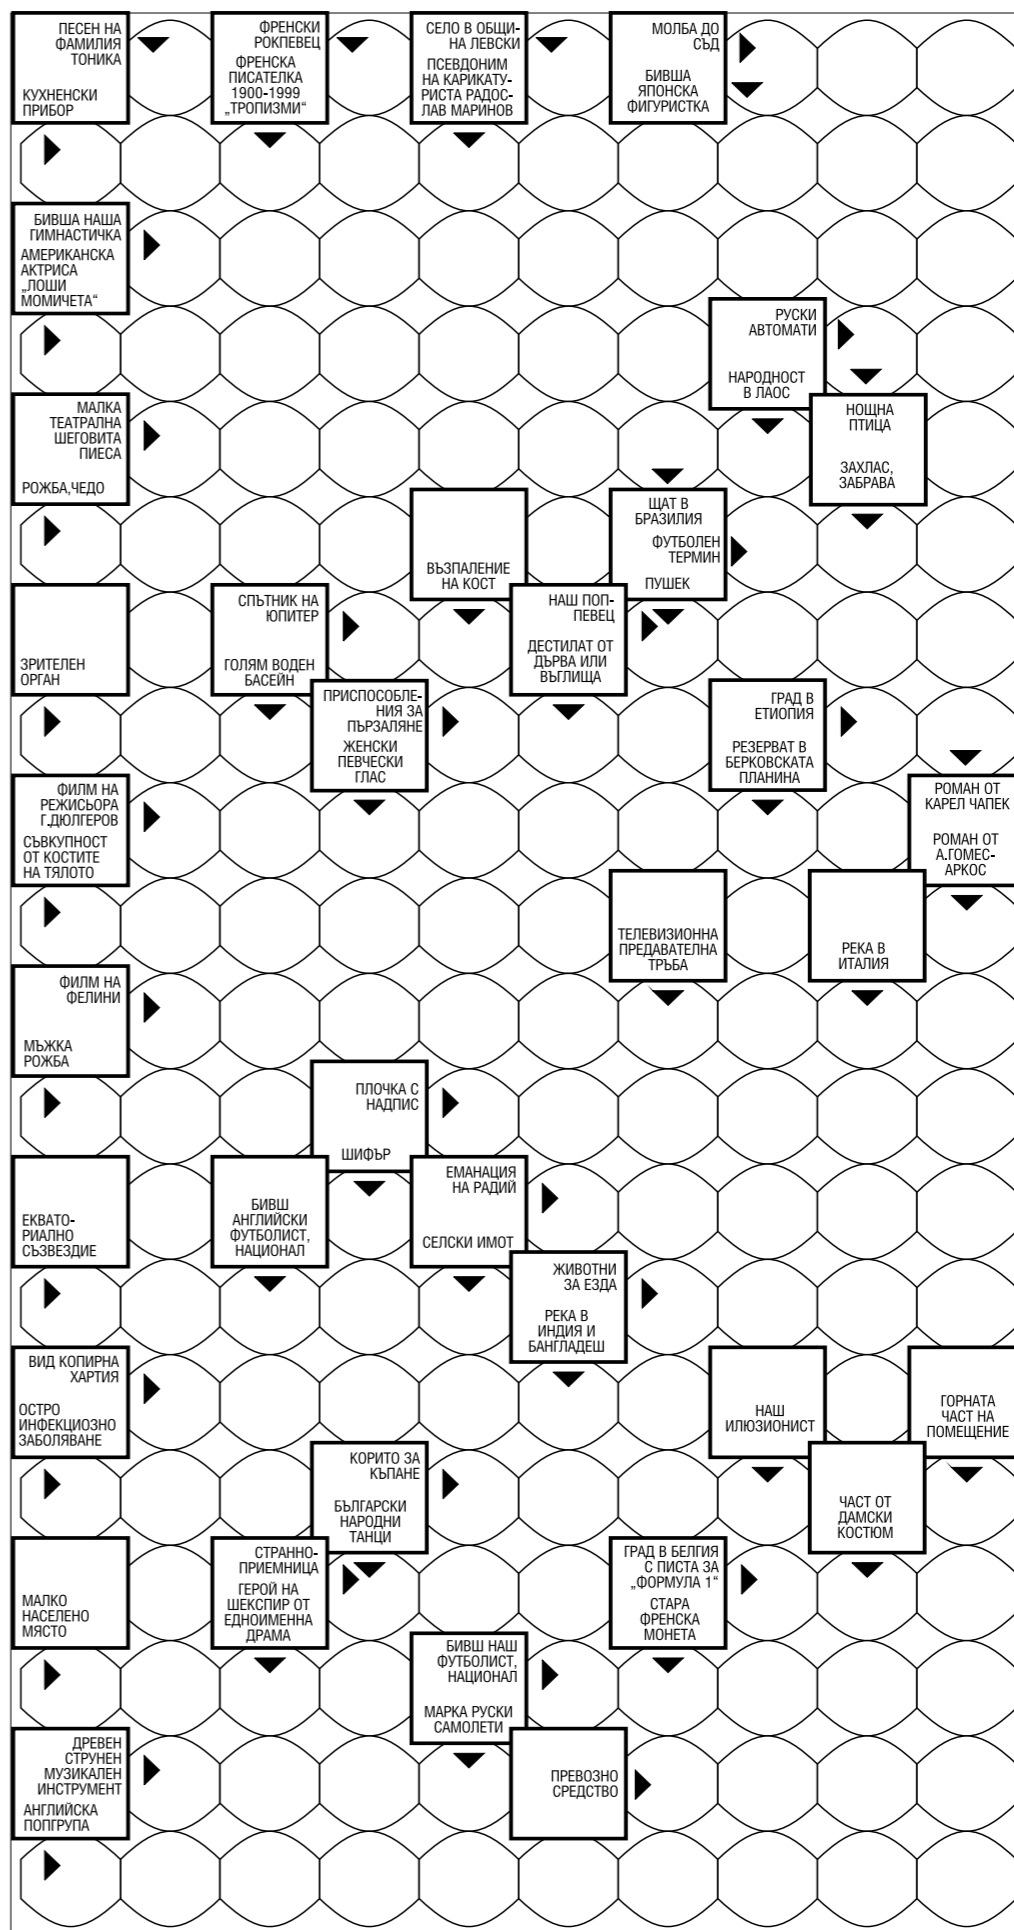 ПЕСЕН НА
ФАМИЛИЯ
ТОНИКА
КУХНЕНСКИ
ПРИБОР
ФРЕНСКИ
РОКПЕВЕЦ
ФРЕНСКА
ПИСАТЕЛКА
1900-1999
„ТРОПИЗМИ“
СЕЛО В ОБЩИ-
НА ЛЕВСКИ
ПСЕВДОНИМ
НА КАРИКАТУ-
РИСТА РАДОС-
ЛАВ МАРИНОВ
МОЛБА ДО
СЪД
БИВША
ЯПОНСКА
ФИГУРИСТКА
БИВША НАША
ГИМНАСТИЧКА
АМЕРИКАНСКА
АКТРИСА
„ЛОШИ
МОМИЧЕТА“
РУСКИ
АВТОМАТИ
НАРОДНОСТ
В ЛАОС
МАЛКА
ТЕАТРАЛНА
ШЕГОВИТА
ПИЕСА
РОЖБА,ЧЕДО
НОЩНА
ПТИЦА
ЗАХЛАС,
ЗАБРАВА
ВЪЗПАЛЕНИЕ
НА КОСТ
ЩАТ В
БРАЗИЛИЯ
ФУТБОЛЕН
ТЕРМИН
ПУШЕК
ЗРИТЕЛЕН
ОРГАН
СПЪТНИК НА
ЮПИТЕР
ГОЛЯМ ВОДЕН
БАСЕЙН
НАШ ПОП-
ПЕВЕЦ
ДЕСТИЛАТ ОТ
ДЪРВА ИЛИ
ВЪГЛИЩА
ПРИСПОСОБЛЕ-
НИЯ ЗА
ПЪРЗАЛЯНЕ
ЖЕНСКИ
ПЕВЧЕСКИ
ГЛАС
ГРАД В
ЕТИОПИЯ
РЕЗЕРВАТ В
БЕРКОВСКАТА
ПЛАНИНА
ФИЛМ НА
РЕЖИСЬОРА
Г.ДЮЛГЕРОВ
СЪВКУПНОСТ
ОТ КОСТИТЕ
НА ТЯЛОТО
РОМАН ОТ
КАРЕЛ ЧАПЕК
РОМАН ОТ
А.ГОМЕС-
АРКОС
ТЕЛЕВИЗИОННА
ПРЕДАВАТЕЛНА
ТРЪБА
РЕКА В
ИТАЛИЯ
ФИЛМ НА
ФЕЛИНИ
МЪЖКА
РОЖБА
ПЛОЧКА С
НАДПИС
ШИФЪР
ЕКВАТО-
РИАЛНО
СЪЗВЕЗДИЕ
БИВШ
АНГЛИЙСКИ
ФУТБОЛИСТ,
НАЦИОНАЛ
ЕМАНАЦИЯ
НА РАДИЙ
СЕЛСКИ ИМОТ
ЖИВОТНИ
ЗА ЕЗДА
РЕКА В
ИНДИЯ И
БАНГЛАДЕШ
ВИД КОПИРНА
ХАРТИЯ
ОСТРО
ИНФЕКЦИОЗНО
ЗАБОЛЯВАНЕ
НАШ
ИЛЮЗИОНИСТ
ГОРНАТА
ЧАСТ НА
ПОМЕЩЕНИЕ
КОРИТО ЗА
КЪПАНЕ
БЪЛГАРСКИ
НАРОДНИ
ТАНЦИ
ЧАСТ ОТ
ДАМСКИ
КОСТЮМ
МАЛКО
НАСЕЛЕНО
МЯСТО
СТРАННО-
ПРИЕМНИЦА
ГЕРОЙ НА
ШЕКСПИР ОТ
ЕДНОИМЕННА
ДРАМА
ГРАД В БЕЛГИЯ
С ПИСТА ЗА
„ФОРМУЛА 1“
СТАРА
ФРЕНСКА
МОНЕТА
БИВШ НАШ
ФУТБОЛИСТ,
НАЦИОНАЛ
МАРКА РУСКИ
САМОЛЕТИ
ДРЕВЕН
СТРУНЕН
МУЗИКАЛЕН
ИНСТРУМЕНТ
АНГЛИЙСКА
ПОПГРУПА
ПРЕВОЗНО
СРЕДСТВО